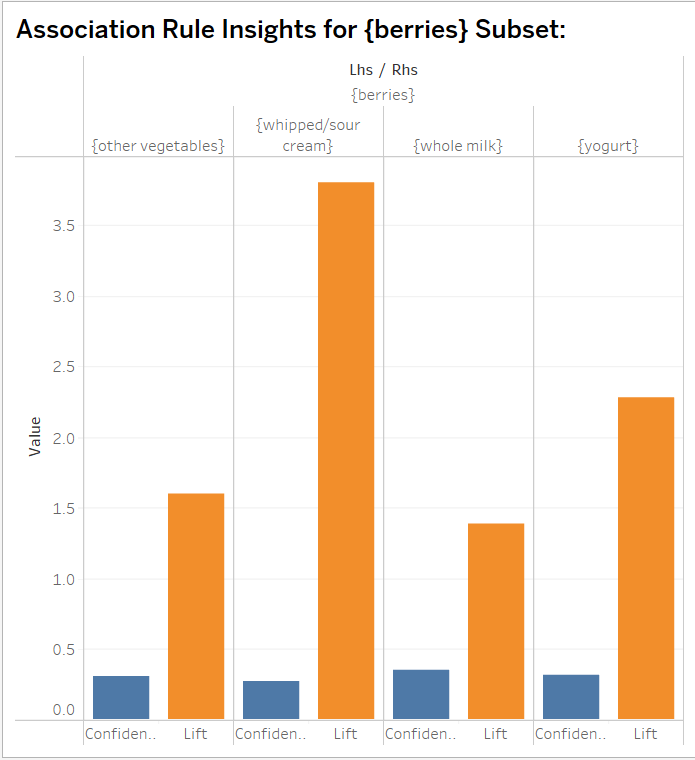 Association Rule Insights for {berries} Subset:
Lhs / Rhs
{berries}
{other vegetables}
{whipped/sour
cream}
{whole milk}
{yogurt}
Value
3.5
3.0
2.5
2.0
1.5
1.0
0.5
0.0
Confiden.. Lift Confiden.. Lift Confiden.. Lift Confiden.. Lift